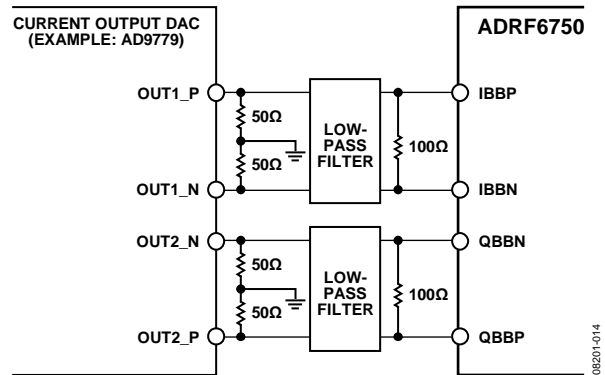 CURRENT OUTPUT DAC
(EXAMPLE: AD9779)
ADRF6750
OUT1_P
50Ω
50Ω
OUT1_N
LOW-
PASS
FILTER
100Ω
IBBP
IBBN
OUT2_N
50Ω
50Ω
OUT2_P
LOW-
PASS
FILTER
100Ω
QBBN
QBBP
08201-014